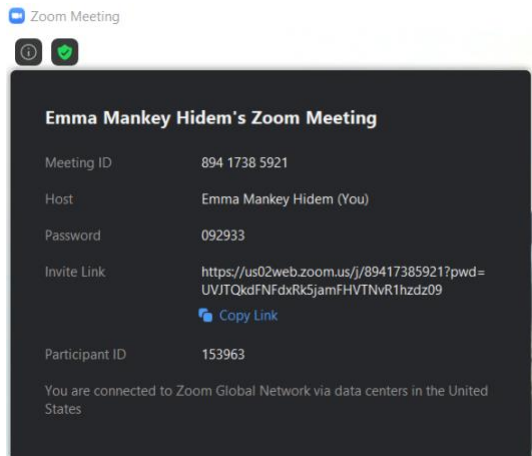 Zoom Meeting
Emma Mankey Hidem's Zoom Meeting
Meeting ID 894 1738 5921
Host Emma Mankey Hidem (You)
Password 092933
Invite Link https://us02web.zoom.us/j/89417385921?pwd=
UVJTQkdFNFdxRk5jamFHVTNvR1hzdz09
Copy Link
Participant ID 153963
You are connected to Zoom Global Network via data centers in the United
States